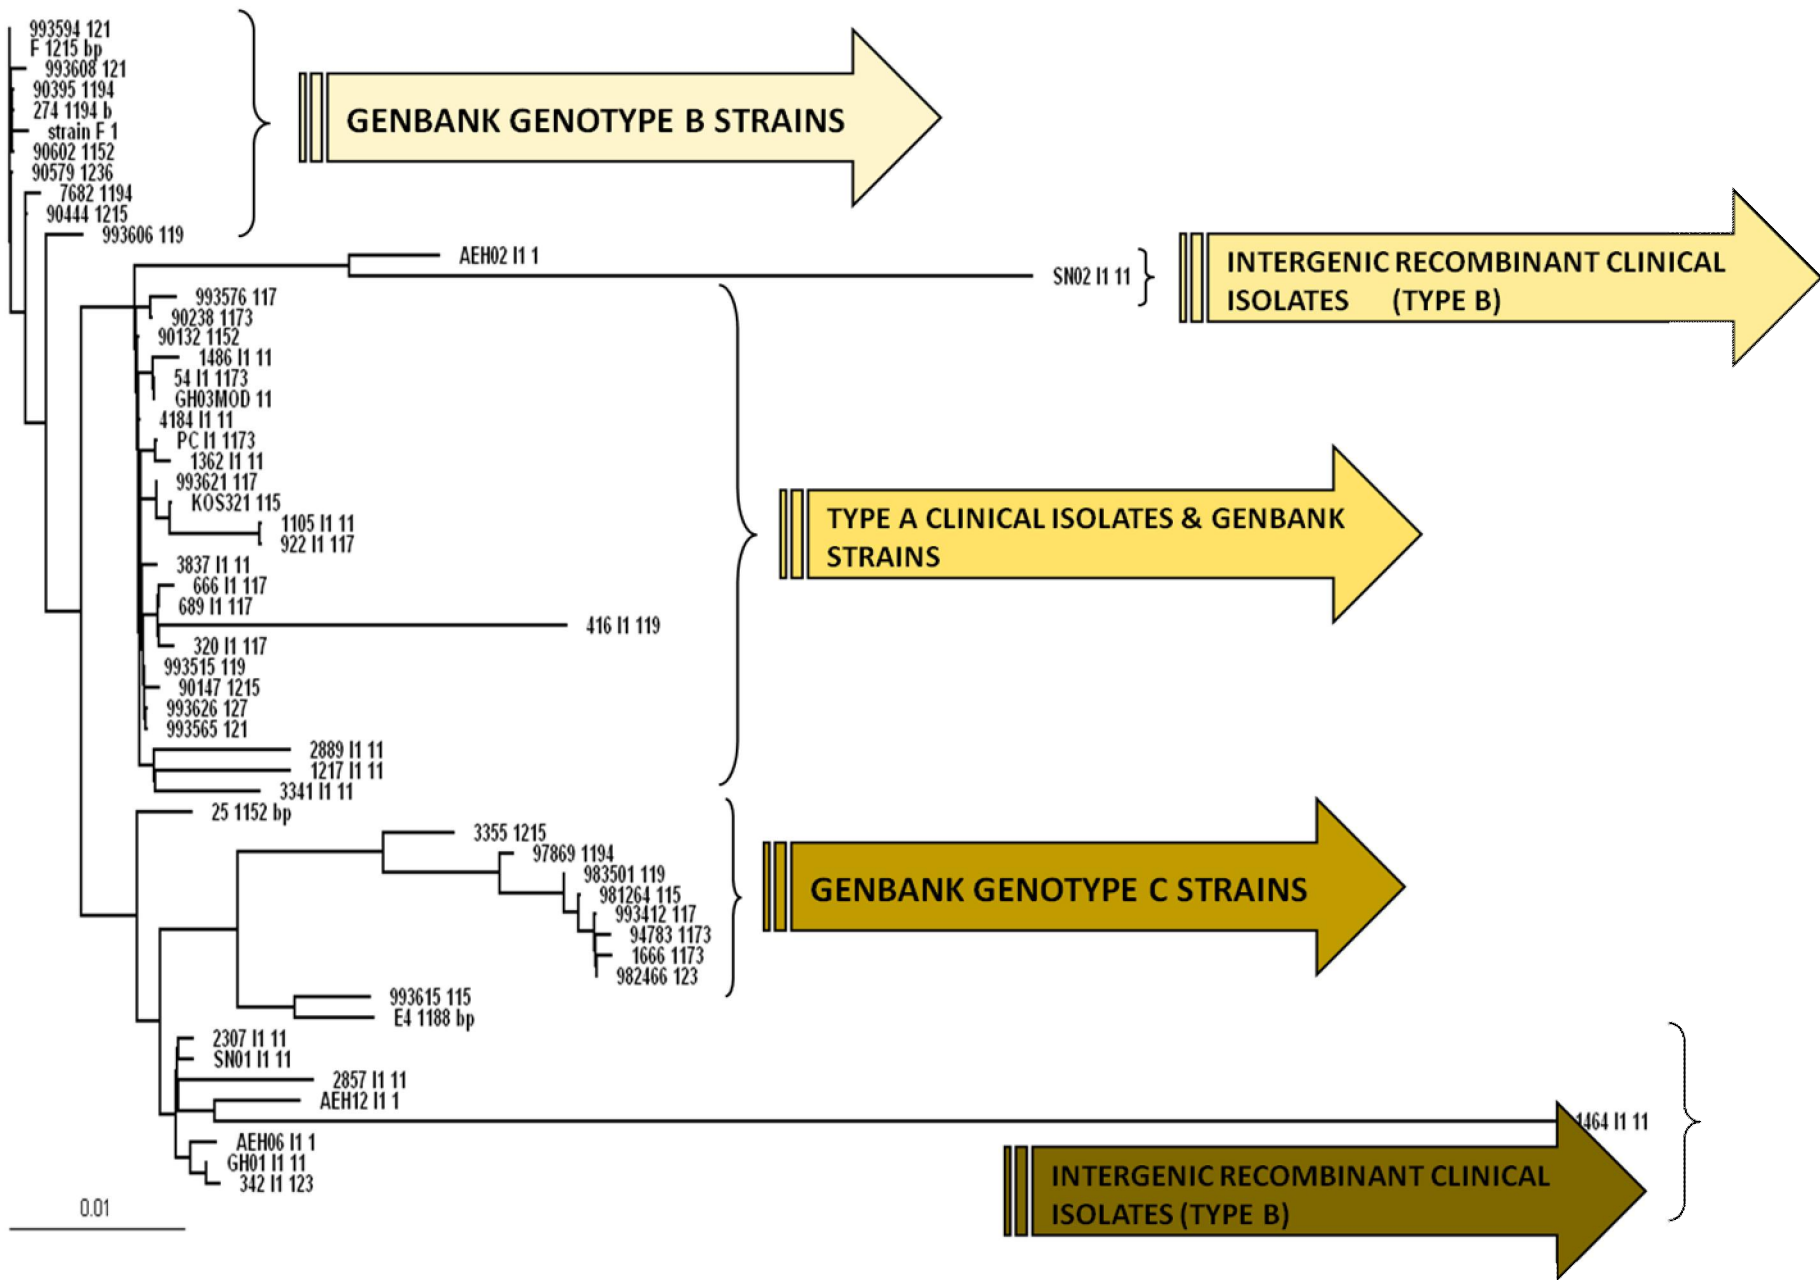 993594 121
F 1215 bp
993608 121
90395 1194
274 1194 b
strain F 1
90602 1152
90579 1236
7682 1194
90444 1215
993606 119
GENBANK GENOTYPE B STRAINS
AEH02 I1 1
SN02 I1 11
INTERGENIC RECOMBINANT CLINICAL
ISOLATES (TYPE B)
993576 117
90238 1173
90132 1152
1486 I1 11
54 I1 1173
GH03MOD 11
4184 I1 11
PC I1 1173
1362 I1 11
993621 117
KOS321 115
1105 I1 11
922 I1 117
3837 I1 11
666 I1 117
689 I1 117
416 I1 119
320 I1 117
993515 119
90147 1215
993626 127
993565 121
2889 I1 11
1217 I1 11
3341 I1 11
TYPE A CLINICAL ISOLATES & GENBANK
STRAINS
25 1152 bp
3355 1215
97869 1194
983501 119
981264 115
993412 117
94783 1173
1666 1173
982466 123
GENBANK GENOTYPE C STRAINS
993615 115
E4 1188 bp
2307 I1 11
SN01 I1 11
2857 I1 11
AEH12 I1 1
1464 I1 11
AEH06 I1 1
GH01 I1 11
342 I1 123
INTERGENIC RECOMBINANT CLINICAL
ISOLATES (TYPE B)
0.01